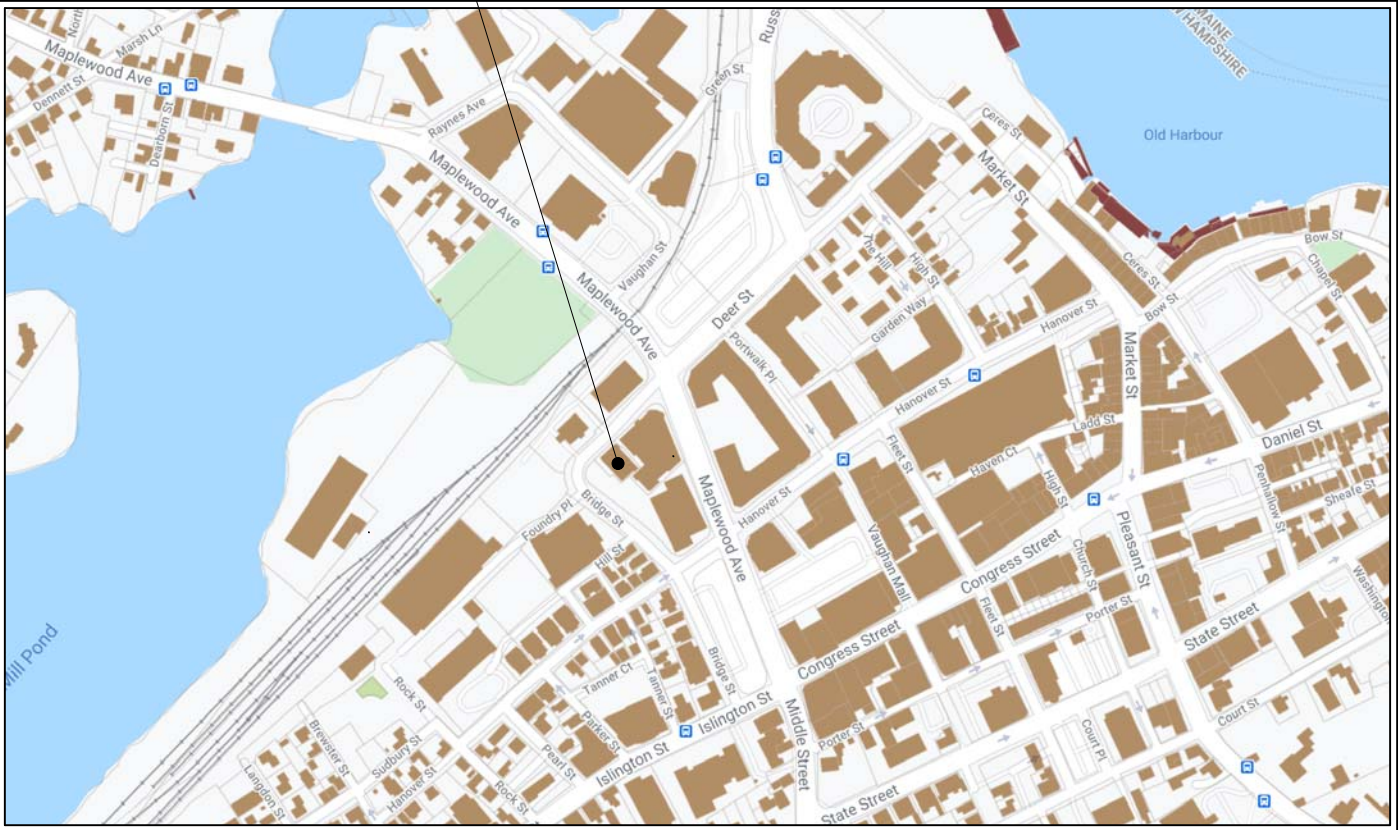 North
Marsh Ln
Maplewood Ave
Dennett St
Dearborn St
Raynes Ave
Green St
Russ
MAINE
W HAMPSHIRE
Old Harbour
Ceres St
Market St
Maplewood Ave
Vaughan St
The Hill
High St
Bow St
Chapel St
Ceres St
Bow St
Maplewood Ave
Deer St
Garden Way
Hanover St
Portwalk Pl
Market St
Hanover St
Ladd St
Daniel St
Fleet St
Haven Ct
High St
Penhallow St
Sheafe St
Maplewood Ave
Hanover St
Bridge St
Foundry Pl
Vaughan Mall
Pleasant St
Hill St
Congress Street
Church St
Washington
Fleet St
Porter St
State Street
Mill Pond
Congress Street
Tanner Ct
Tanner St
Bridge St
Rock St
Islington St
Middle Street
Porter St
Court St
Court Pl
Parker St
Brewster St
Sudbury St
Pearl St
Islington St
Langdon St
Hanover St
Rock St
State Street